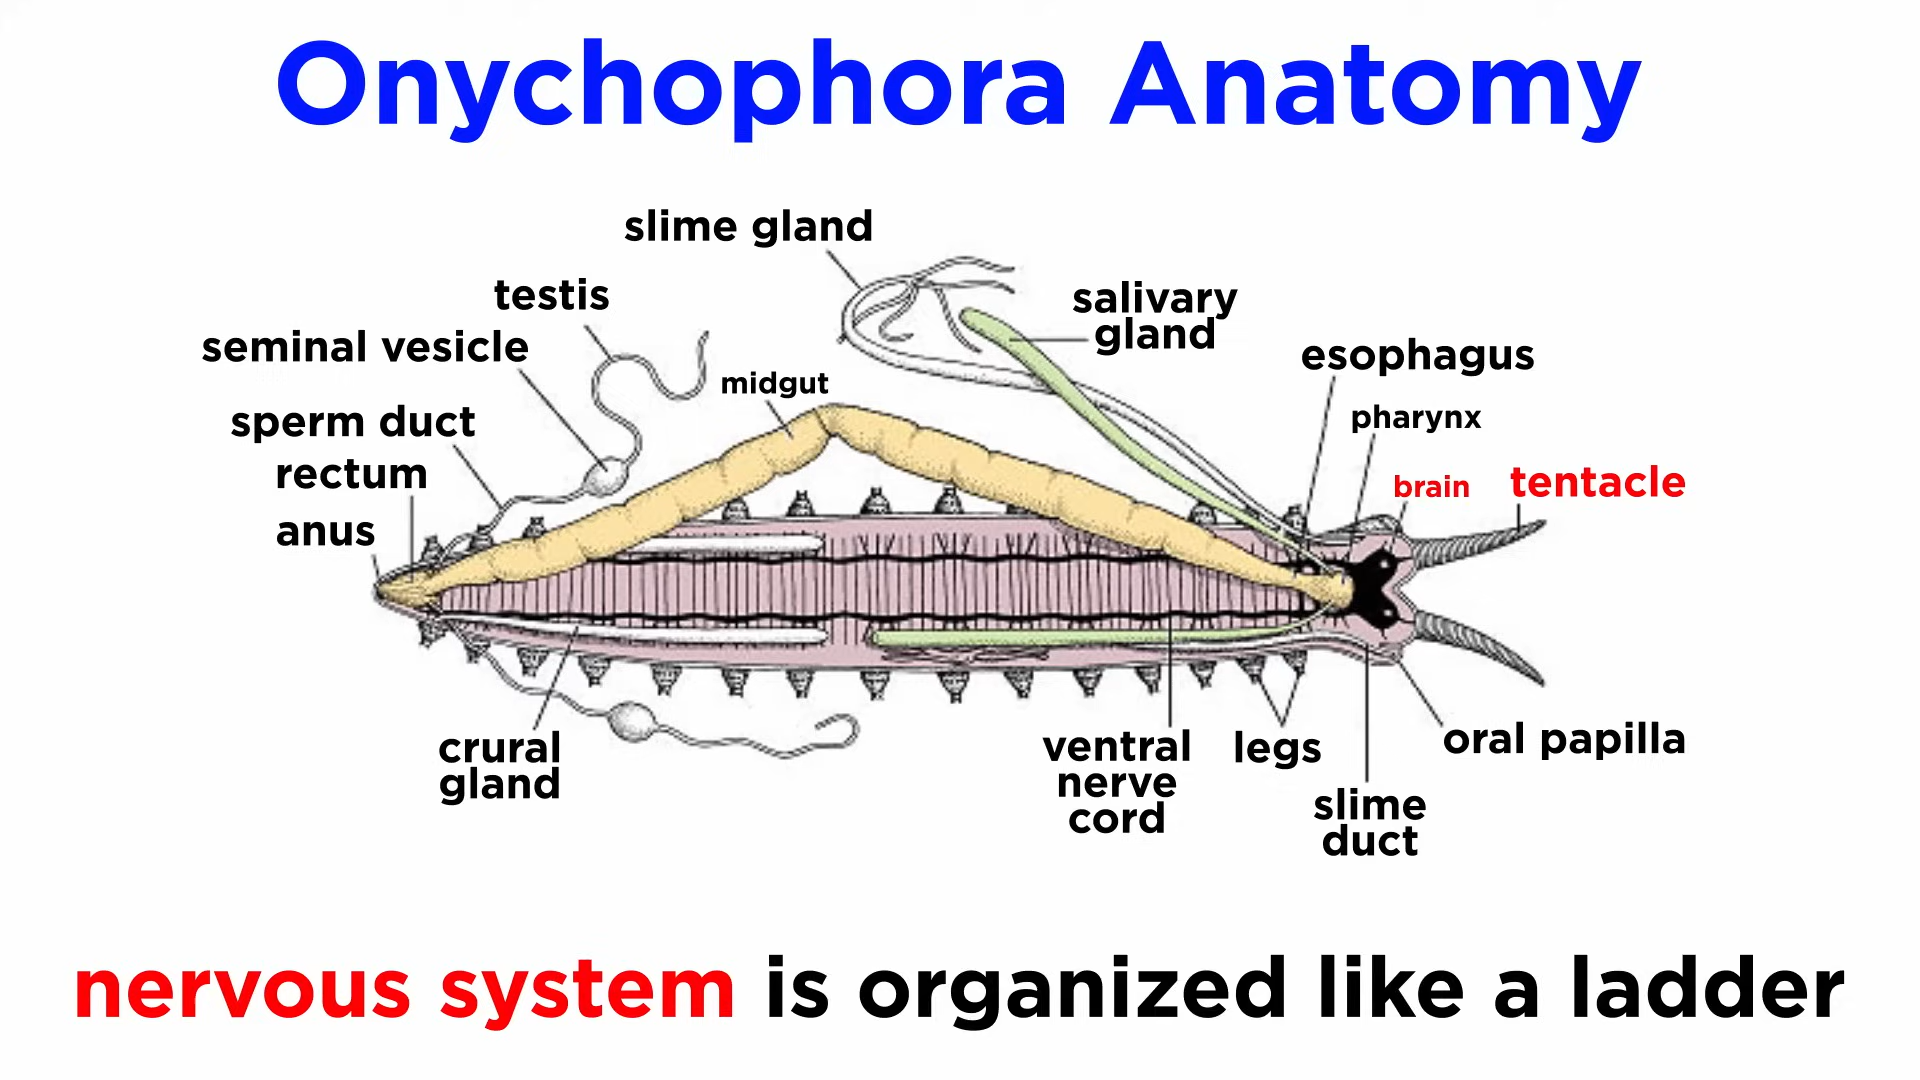 Onychophora Anatomy
slime gland
testis
salivary
gland
seminal vesicle
esophagus
midgut
pharynx
sperm duct
rectum
brain
tentacle
anus
crural
gland
ventral
nerve
cord
legs
oral papilla
slime
duct
nervous system is organized like a ladder